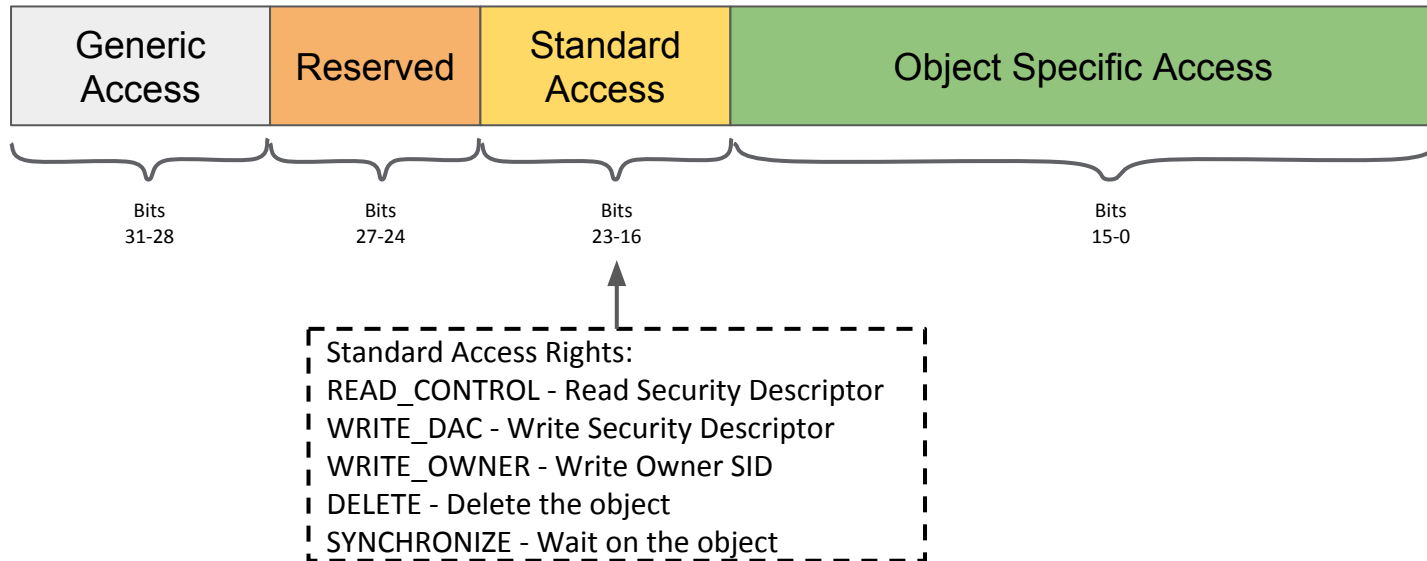 Generic
Access
Reserved
Standard
Access
Object Specific Access
Bits
31-28
Bits
27-24
Bits
23-16
Bits
15-0
Standard Access Rights:
READ_CONTROL - Read Security Descriptor
WRITE_DAC - Write Security Descriptor
WRITE_OWNER - Write Owner SID
DELETE - Delete the object
SYNCHRONIZE - Wait on the object